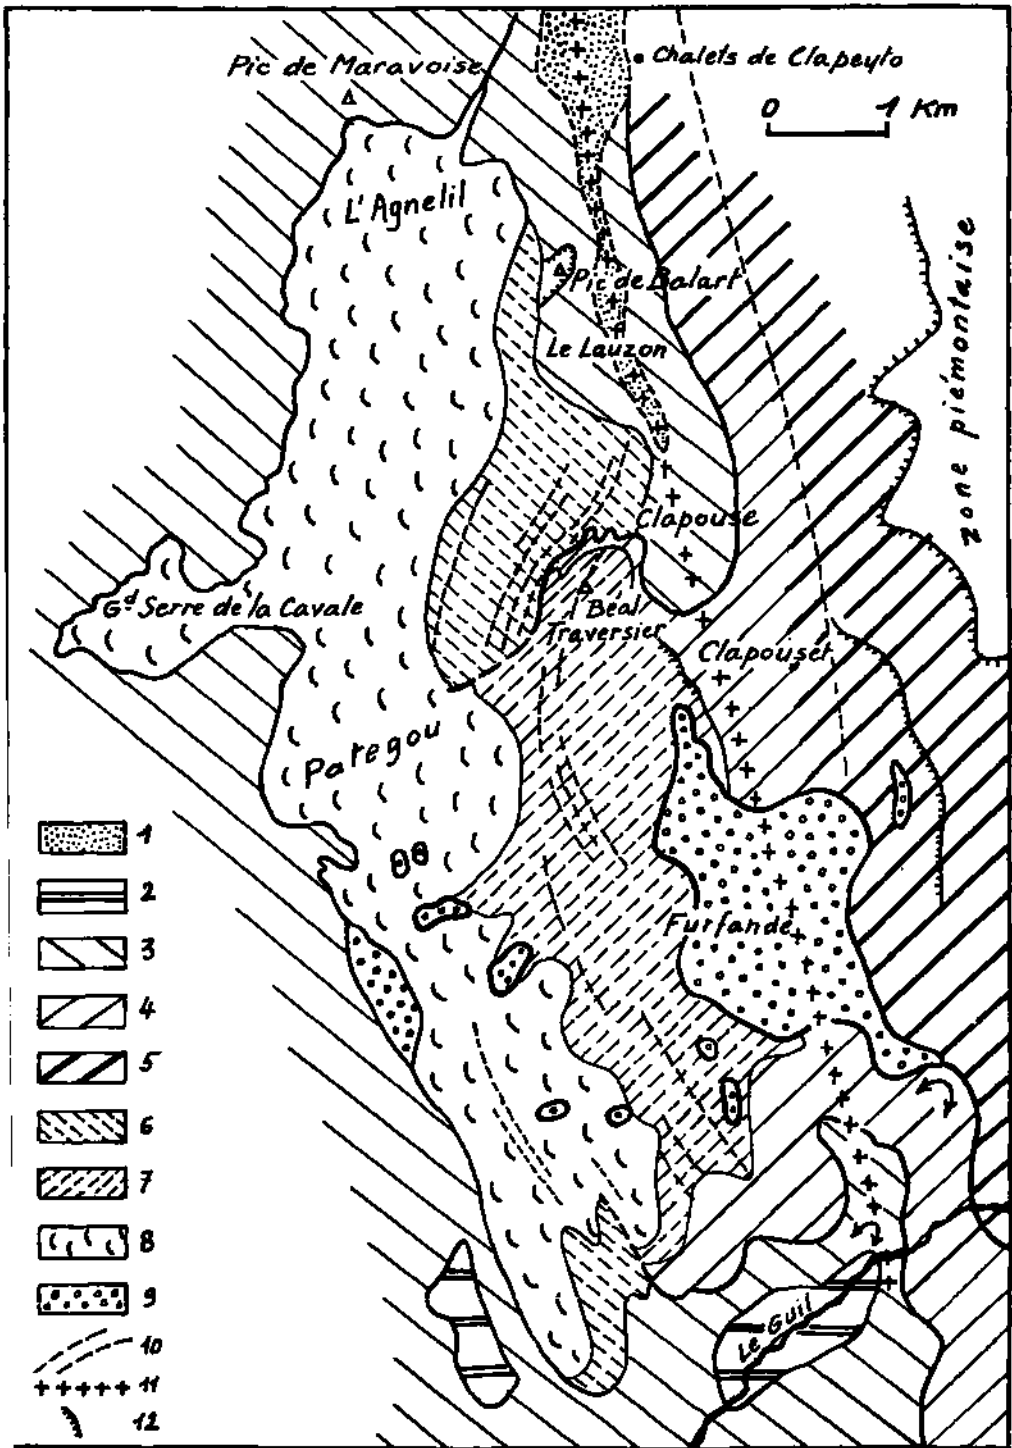 Pic de Maravoise
Chalets de Clapeyto
0 1 Km
L'Agnelil
zone piémontaise
Pic de Balart
Le Lauzon
Clapouse
Béal
Traversier
Gd Serre de la Cavale
Clapouset
Pategou
Furfande
Le Guil
1
2
3
4
5
6
7
8
9
10
11
12